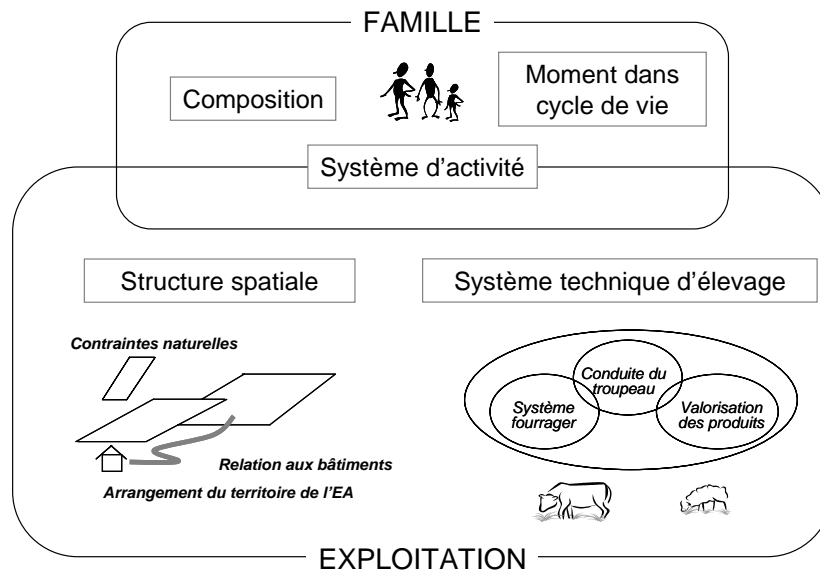 FAMILLE
Composition
Moment dans
cycle de vie
Système d'activité
Structure spatiale
Système technique d'élevage
Contraintes naturelles
Conduite du
troupeau
Système
fourrager
Valorisation
des produits
Relation aux bâtiments
Arrangement du territoire de l'EA
EXPLOITATION